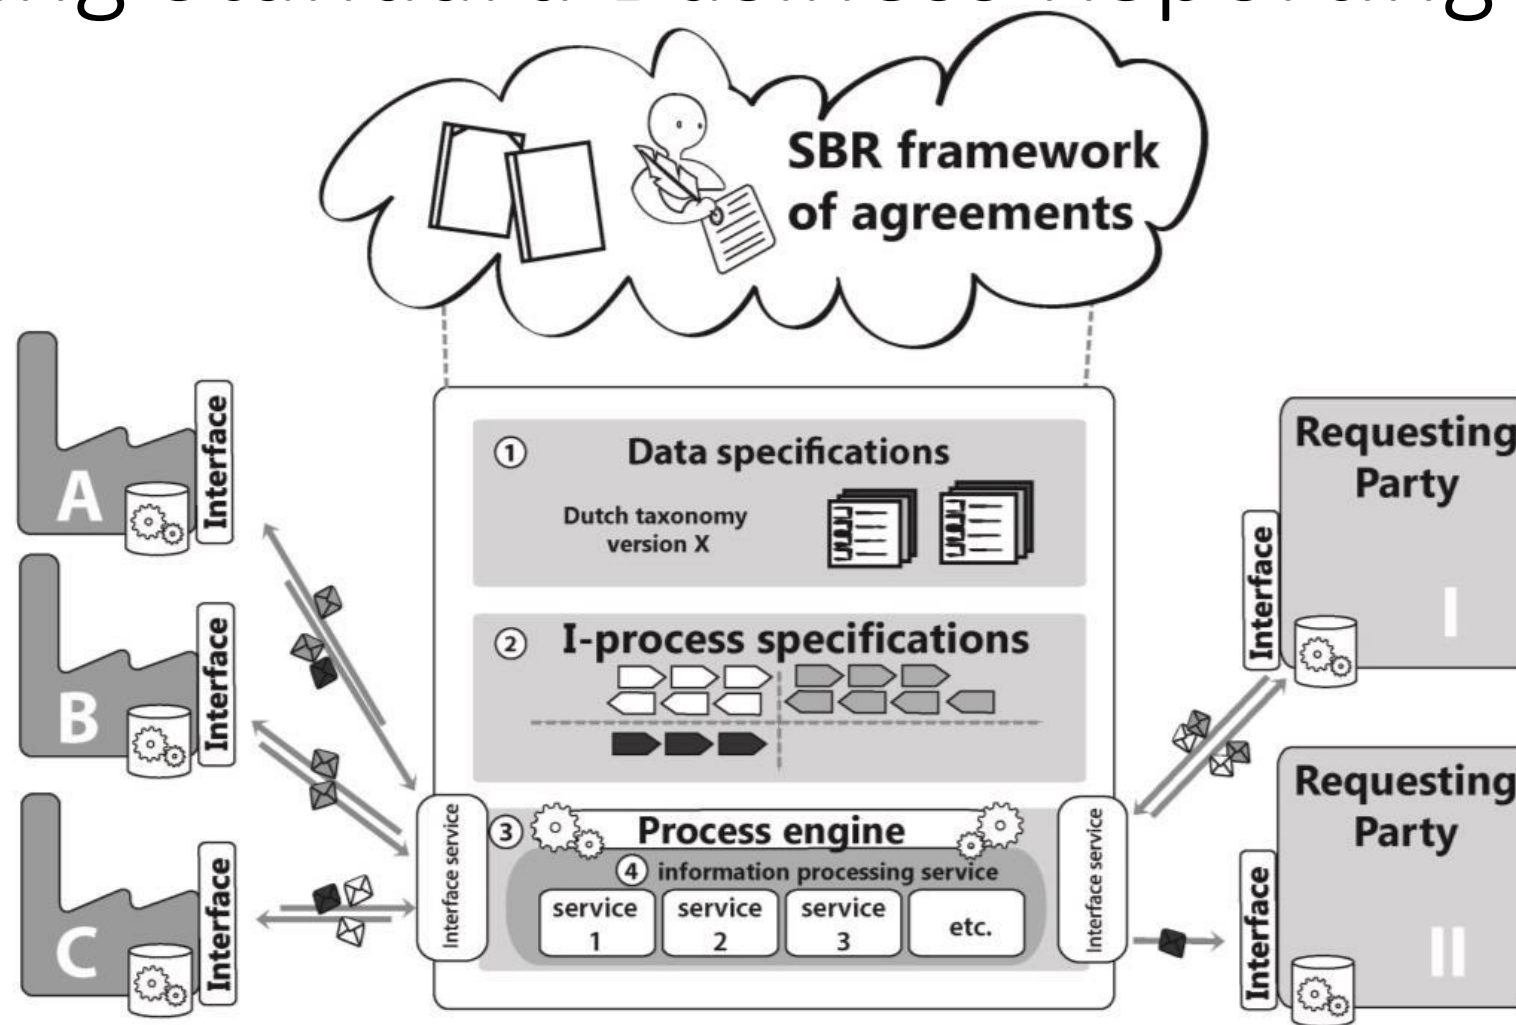 SBR framework
of agreements
A
Interface
B
Interface
C
Interface
1 Data specifications
Dutch taxonomy
version X
2 I-process specifications
Interface service
3 Process engine
4 information processing service
service
1
service
2
service
3
etc.
Interface service
Requesting
Party
I
Interface
Requesting
Party
II
Interface